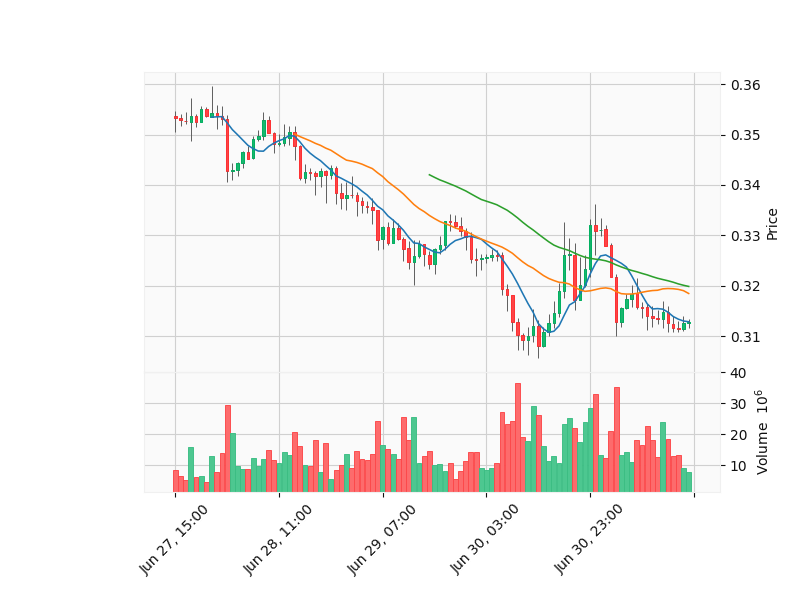 0.36
0.35
0.34
0.33
0.32
0.31
Price
40
30
20
10
Volume 10⁶
Jun 27, 15:00
Jun 28, 11:00
Jun 29, 07:00
Jun 30, 03:00
Jun 30, 23:00